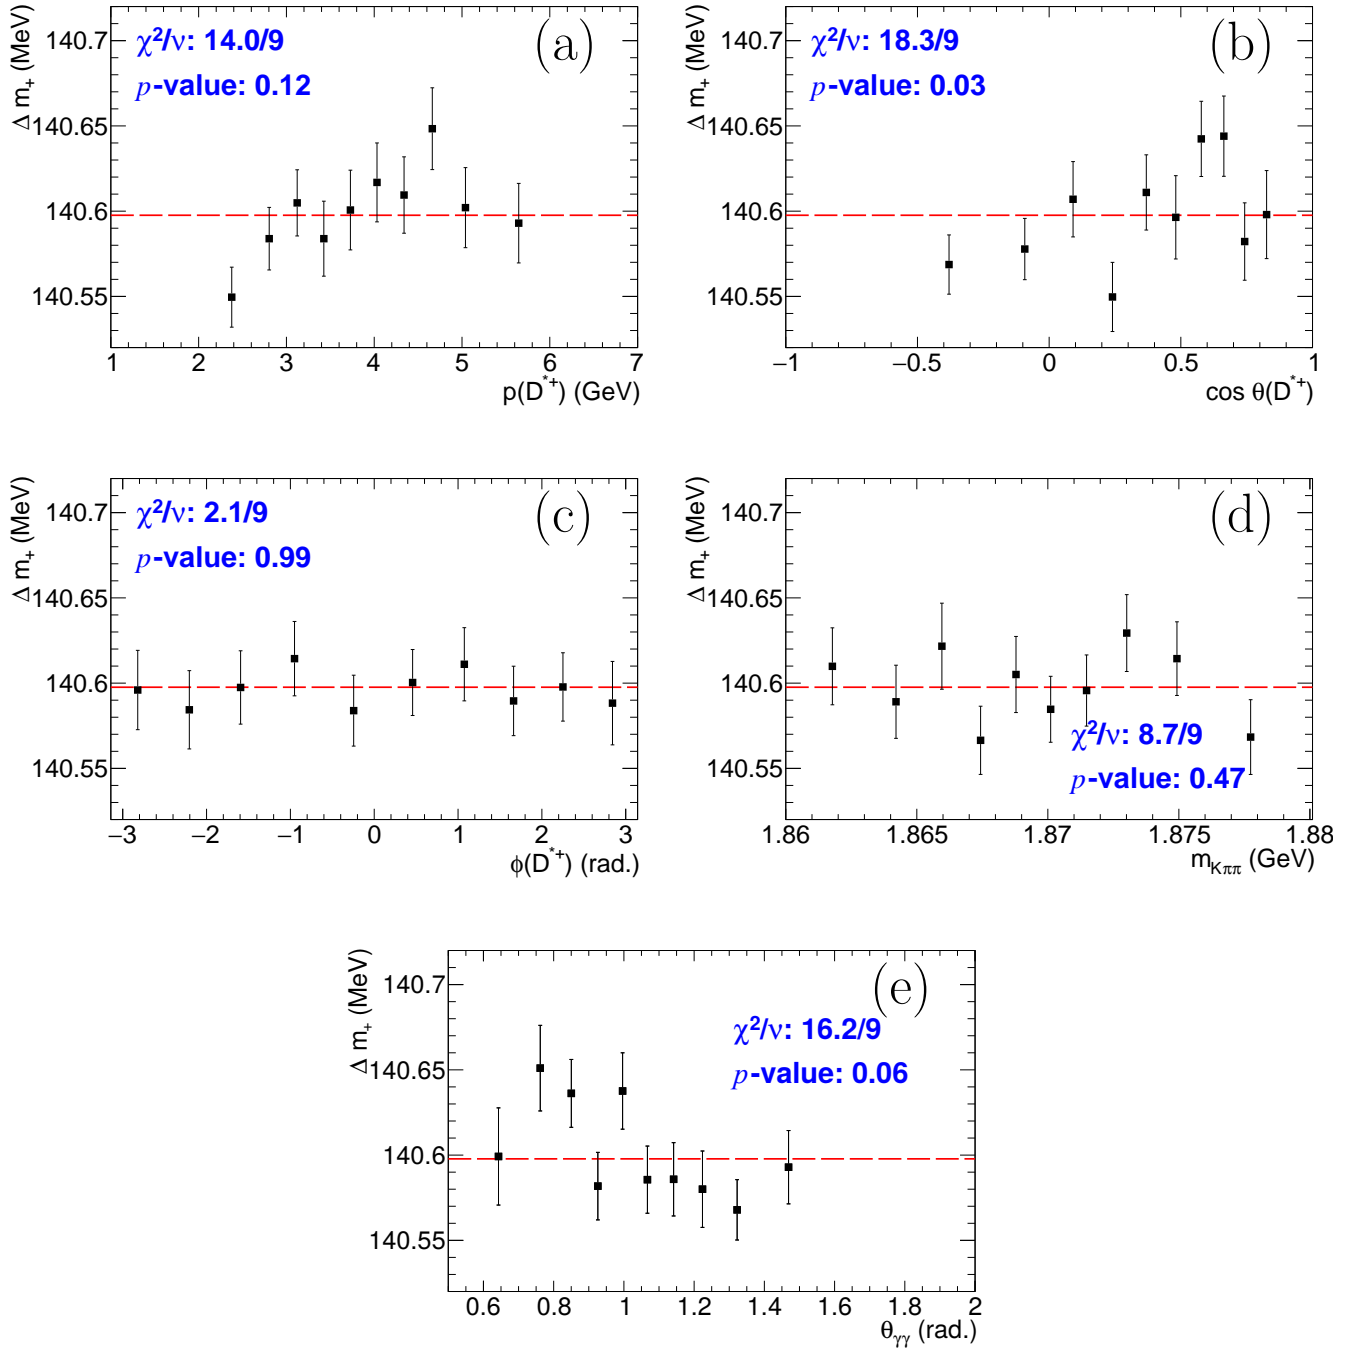 Δ m₊ (MeV)
140.7
140.65
140.6
140.55
χ²/ν: 14.0/9
p-value: 0.12
(a)
1 2 3 4 5 6 7
p(D*⁺) (GeV)
Δ m₊ (MeV)
140.7
140.65
140.6
140.55
χ²/ν: 18.3/9
p-value: 0.03
(b)
−1 −0.5 0 0.5 1
cos θ(D*⁺)
Δ m₊ (MeV)
140.7
140.65
140.6
140.55
χ²/ν: 2.1/9
p-value: 0.99
(c)
−3 −2 −1 0 1 2 3
ϕ(D*⁺) (rad.)
Δ m₊ (MeV)
140.7
140.65
140.6
140.55
(d)
χ²/ν: 8.7/9
p-value: 0.47
1.86 1.865 1.87 1.875 1.88
m_Kππ (GeV)
Δ m₊ (MeV)
140.7
140.65
140.6
140.55
(e)
χ²/ν: 16.2/9
p-value: 0.06
0.6 0.8 1 1.2 1.4 1.6 1.8 2
θ_γγ (rad.)